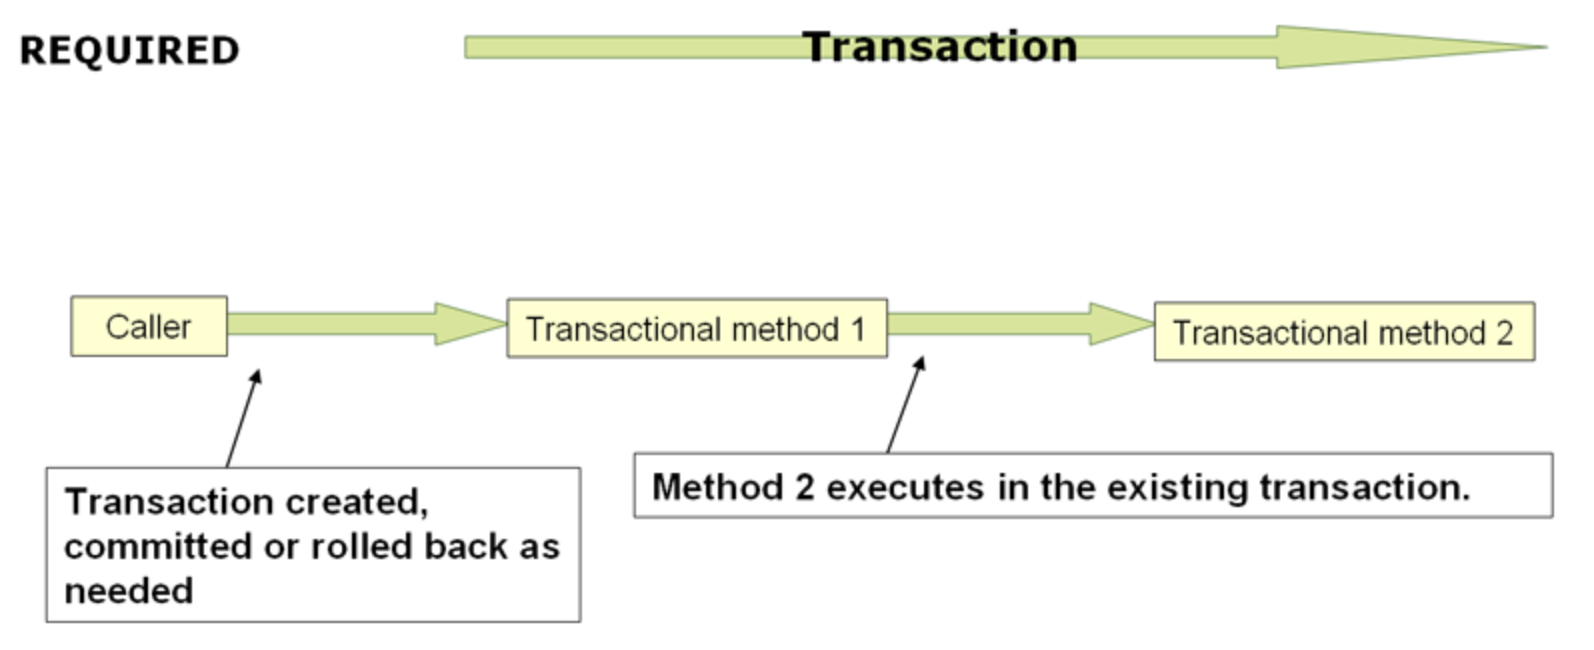 REQUIRED
Transaction
Caller
Transactional method 1
Transactional method 2
Transaction created,
committed or rolled back as
needed
Method 2 executes in the existing transaction.